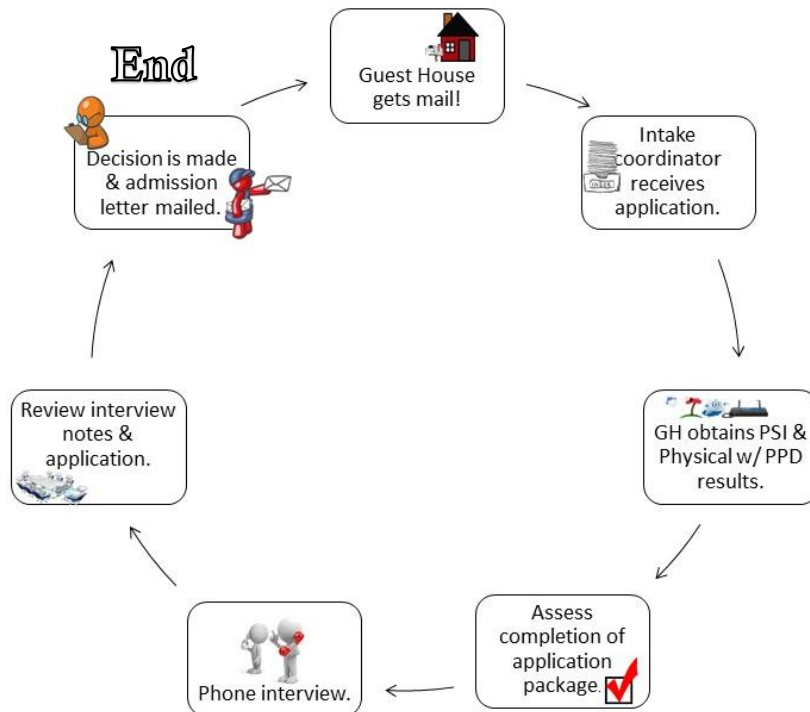 End
Guest House
gets mail!
Intake
coordinator
receives
application.
GH obtains PSI &
Physical w/ PPD
results.
Assess
completion of
application
package.
Phone interview.
Review interview
notes &
application.
Decision is made
& admission
letter mailed.